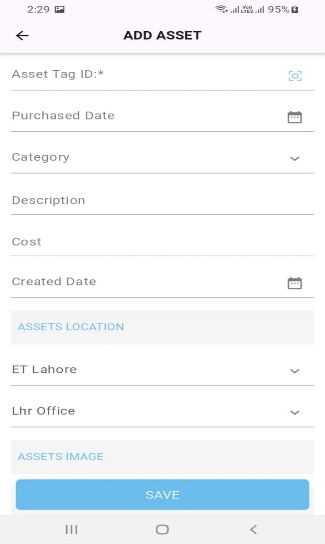 2:29 95%
ADD ASSET
Asset Tag ID:*
Purchased Date
Category
Description
Cost
Created Date
ASSETS LOCATION
ET Lahore
Lhr Office
ASSETS IMAGE
SAVE